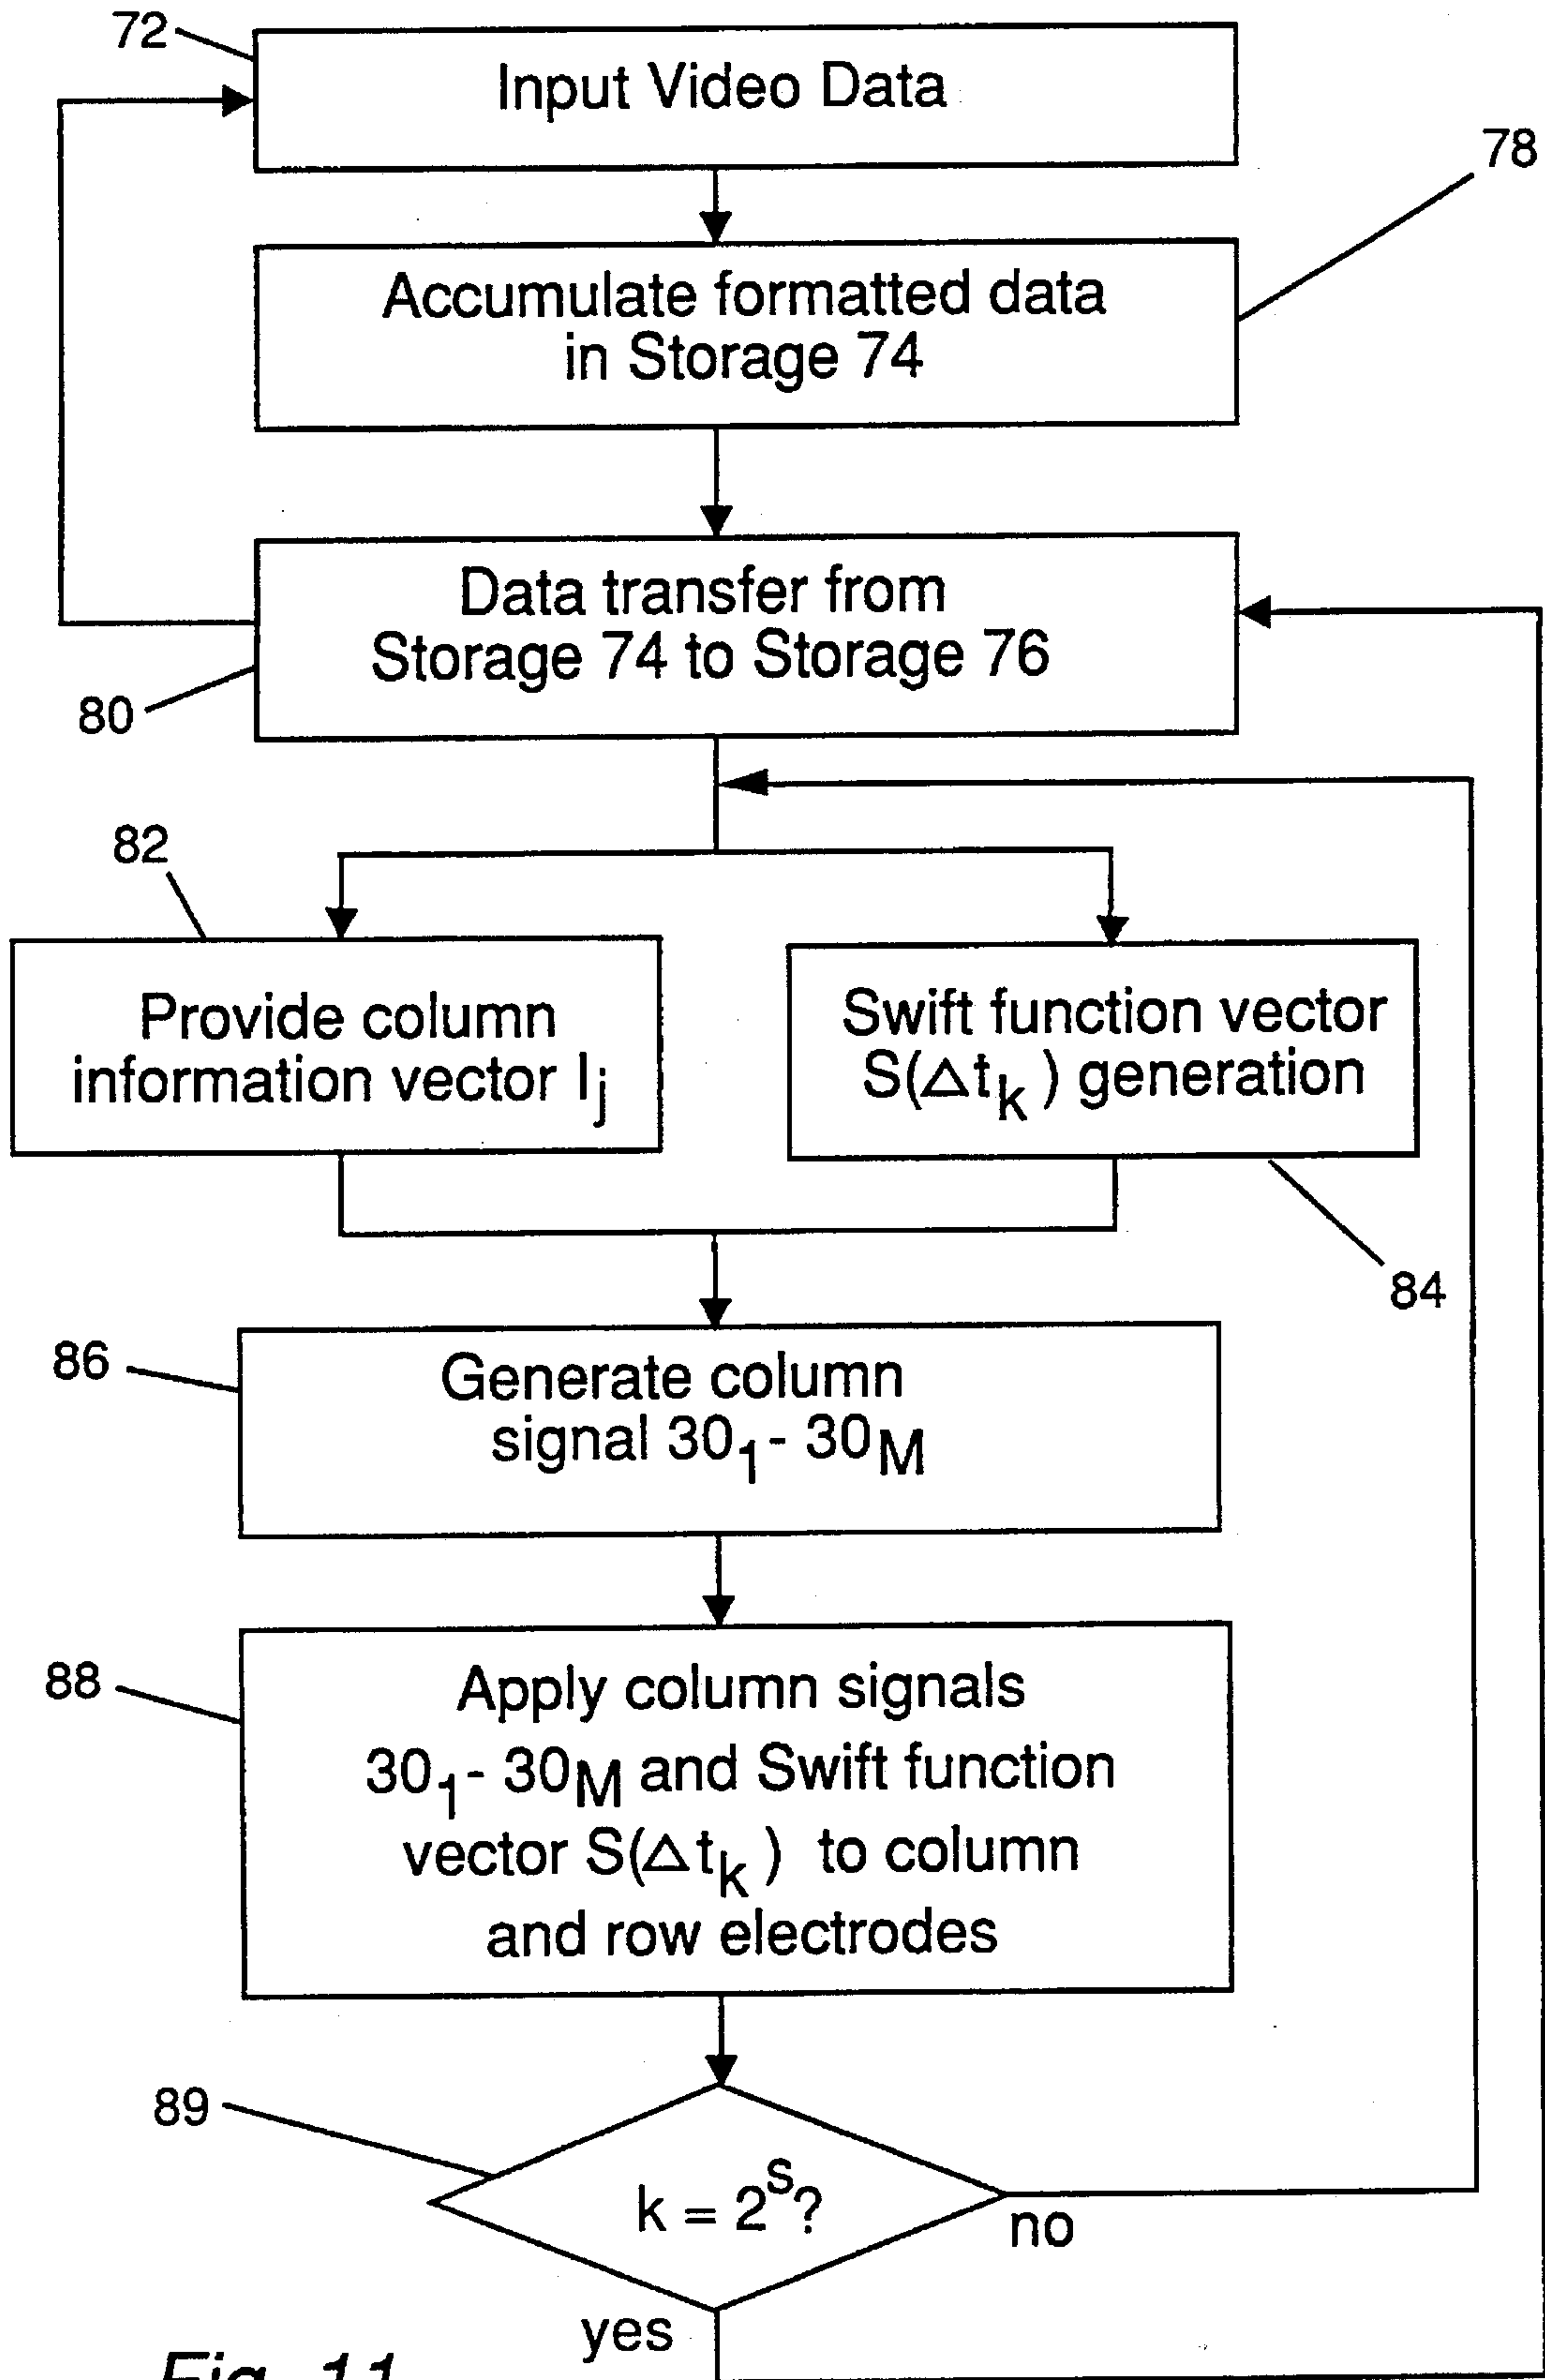 72
Input Video Data
78
Accumulate formatted data
in Storage 74
Data transfer from
Storage 74 to Storage 76
80
82
Provide column
information vector Iⱼ
Swift function vector
S(Δtₖ) generation
84
86
Generate column
signal 30₁- 30M
88
Apply column signals
30₁- 30M and Swift function
vector S(Δtₖ) to column
and row electrodes
89
k = 2ˢ?
no
yes
Fig. 11